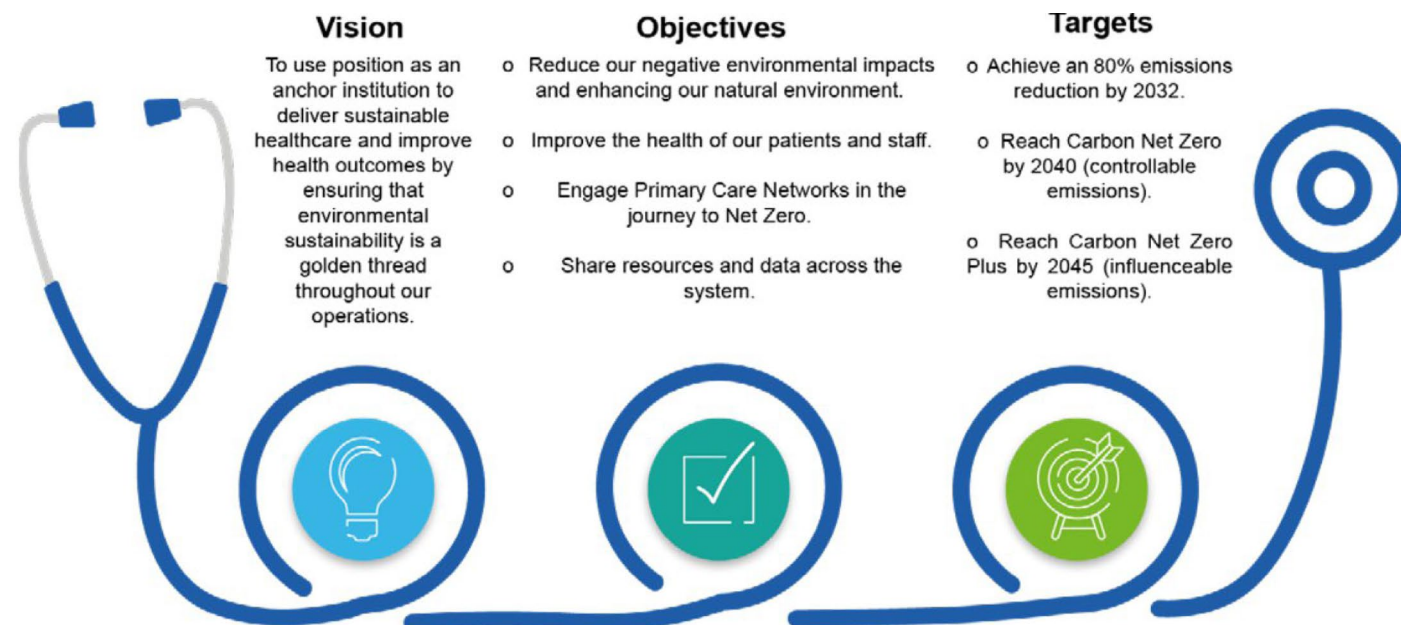 Vision
To use position as an
anchor institution to
deliver sustainable
healthcare and improve
health outcomes by
ensuring that
environmental
sustainability is a
golden thread
throughout our
operations.
Objectives
o Reduce our negative environmental impacts
and enhancing our natural environment.
o Improve the health of our patients and staff.
o Engage Primary Care Networks in the
journey to Net Zero.
o Share resources and data across the
system.
Targets
o Achieve an 80% emissions
reduction by 2032.
o Reach Carbon Net Zero
by 2040 (controllable
emissions).
o Reach Carbon Net Zero
Plus by 2045 (influenceable
emissions).